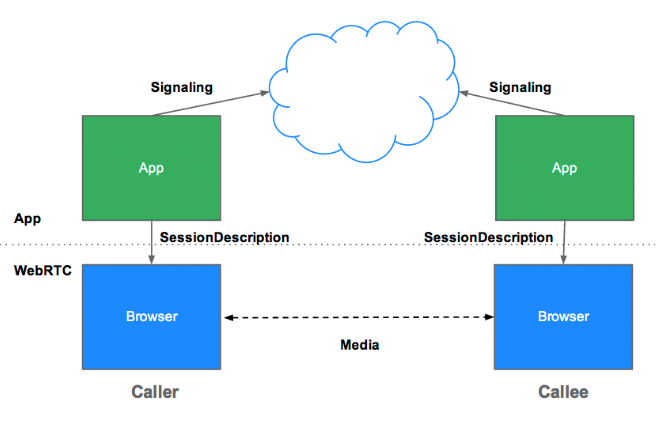 Signaling
Signaling
App
App
App
SessionDescription
SessionDescription
WebRTC
Browser
Browser
Media
Caller
Callee